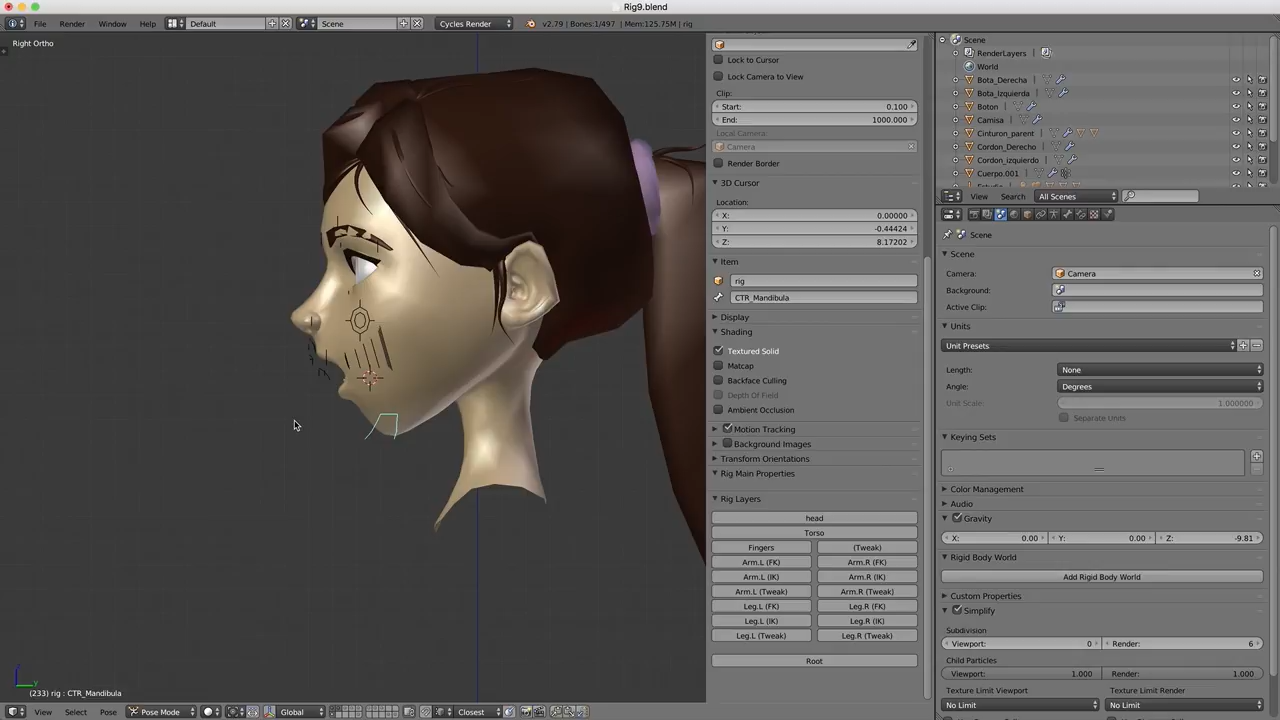 Rig9.blend
File Render Window Help Default Scene Cycles Render v2.79 | Bones:1/497 | Mem:125.75M | rig
Right Ortho
Lock to Cursor
Lock Camera to View
Clip:
Start: 0.100
End: 1000.000
Local Camera:
Camera
Render Border
3D Cursor
Location:
X: 0.00000
Y: -0.44424
Z: 8.17202
Item
rig
CTR_Mandibula
Display
Shading
Textured Solid
Matcap
Backface Culling
Depth Of Field
Ambient Occlusion
Motion Tracking
Background Images
Transform Orientations
Rig Main Properties
Rig Layers
head
Torso
Fingers (Tweak)
Arm.L (FK) Arm.R (FK)
Arm.L (IK) Arm.R (IK)
Arm.L (Tweak) Arm.R (Tweak)
Leg.L (FK) Leg.R (FK)
Leg.L (IK) Leg.R (IK)
Leg.L (Tweak) Leg.R (Tweak)
Root
Scene
RenderLayers
World
Bota_Derecha
Bota_Izquierda
Boton
Camisa
Cinturon_parent
Cordon_Derecho
Cordon_izquierdo
Cuerpo.001
View Search All Scenes
Scene
Scene
Camera: Camera
Background:
Active Clip:
Units
Unit Presets
Length: None
Angle: Degrees
Unit Scale: 1.000000
Separate Units
Keying Sets
Color Management
Audio
Gravity
X: 0.00 Y: 0.00 Z: -9.81
Rigid Body World
Add Rigid Body World
Custom Properties
Simplify
Subdivision
Viewport: 0 Render: 6
Child Particles
Viewport: 1.000 Render: 1.000
Texture Limit Viewport Texture Limit Render
No Limit No Limit
(233) rig : CTR_Mandibula
View Select Pose Pose Mode Global Closest